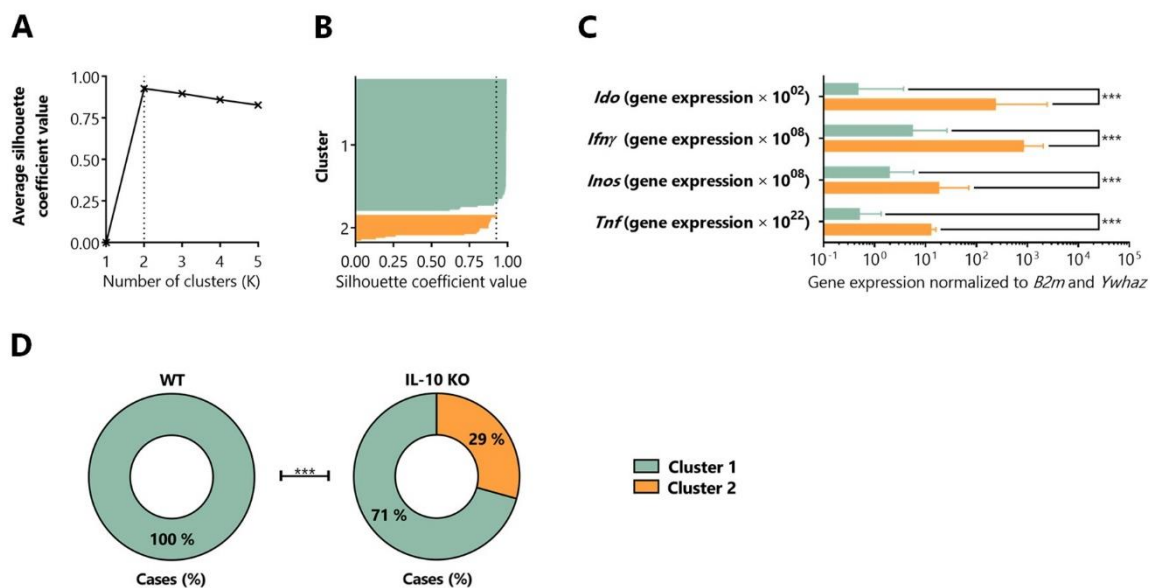 A
Average silhouette
coefficient value
1.00
0.75
0.50
0.25
0.00
1 2 3 4 5
Number of clusters (K)
B
Cluster
1
2
0.00 0.25 0.50 0.75 1.00
Silhouette coefficient value
C
Ido (gene expression × 10⁰²)
Ifnγ (gene expression × 10⁰⁸)
Inos (gene expression × 10⁰⁸)
Tnf (gene expression × 10²²)
***
***
***
***
10⁻¹ 10⁰ 10¹ 10² 10³ 10⁴ 10⁵
Gene expression normalized to B2m and Ywhaz
D
WT
100 %
Cases (%)
***
IL-10 KO
29 %
71 %
Cases (%)
Cluster 1
Cluster 2